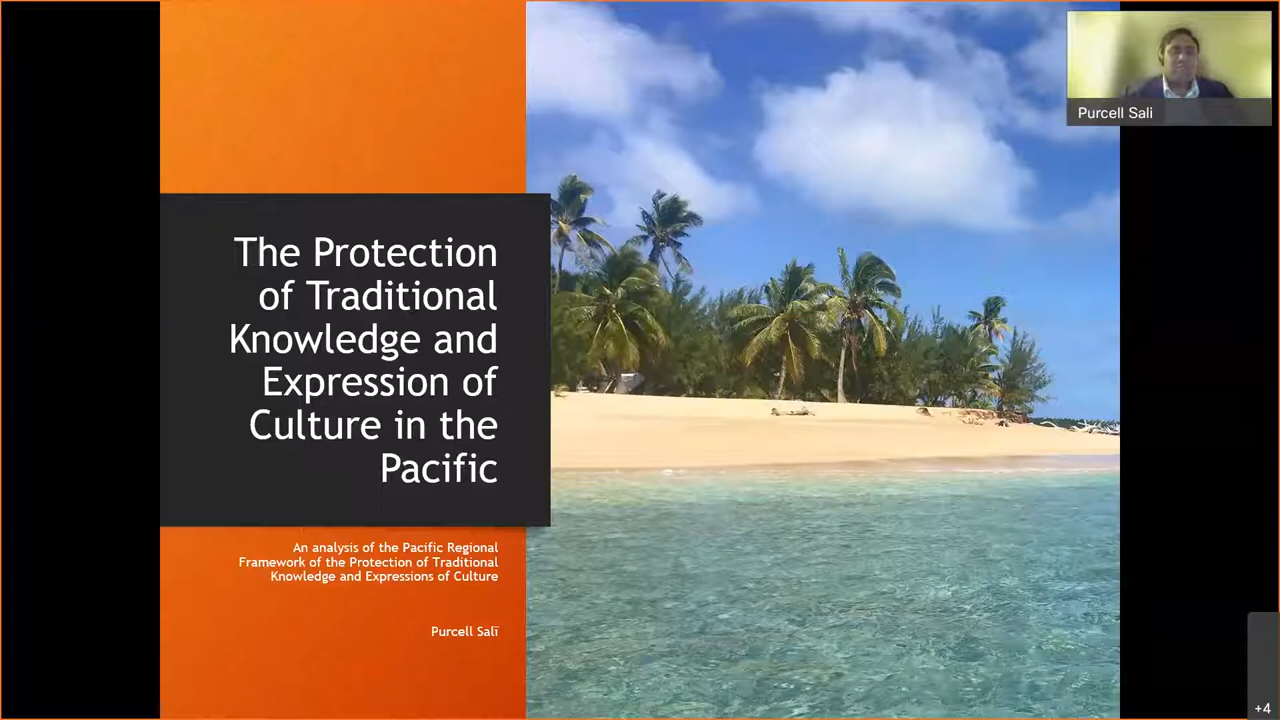 The Protection
of Traditional
Knowledge and
Expression of
Culture in the
Pacific
An analysis of the Pacific Regional
Framework of the Protection of Traditional
Knowledge and Expressions of Culture
Purcell Salī
Purcell Sali
+4